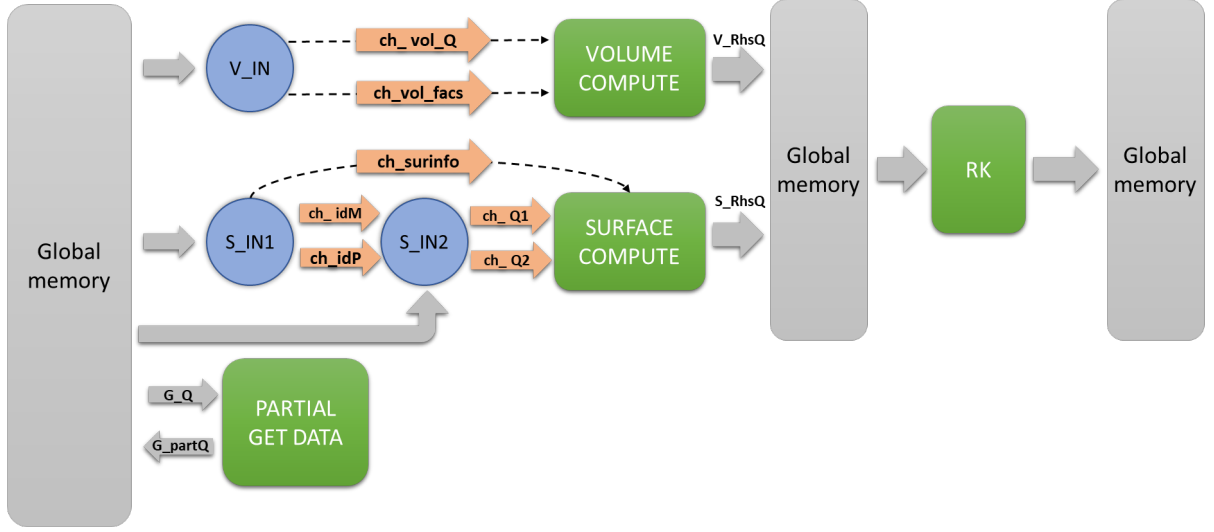 Global
memory
V_IN
ch_ vol_Q
ch_vol_facs
VOLUME
COMPUTE
V_RhsQ
ch_surinfo
S_IN1
ch_ idM
ch_idP
S_IN2
ch_ Q1
ch_ Q2
SURFACE
COMPUTE
S_RhsQ
G_Q
G_partQ
PARTIAL
GET DATA
Global
memory
RK
Global
memory